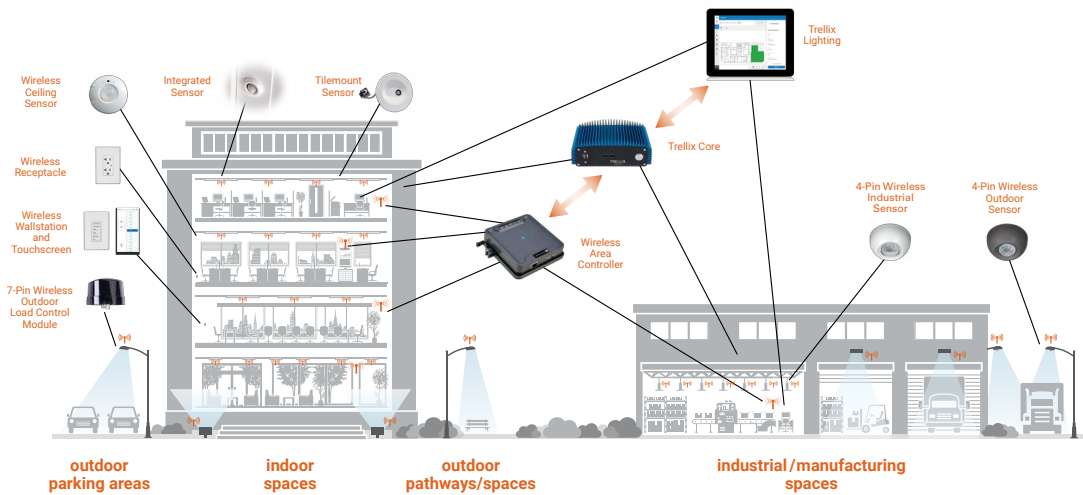 Wireless
Ceiling
Sensor
Integrated
Sensor
Tilemount
Sensor
Trellix
Lighting
Wireless
Receptacle
Trellix Core
4-Pin Wireless
Industrial
Sensor
4-Pin Wireless
Outdoor
Sensor
Wireless
Wallstation
and
Touchscreen
Wireless
Area
Controller
7-Pin Wireless
Outdoor
Load Control
Module
outdoor
parking areas
indoor
spaces
outdoor
pathways/spaces
industrial/manufacturing
spaces